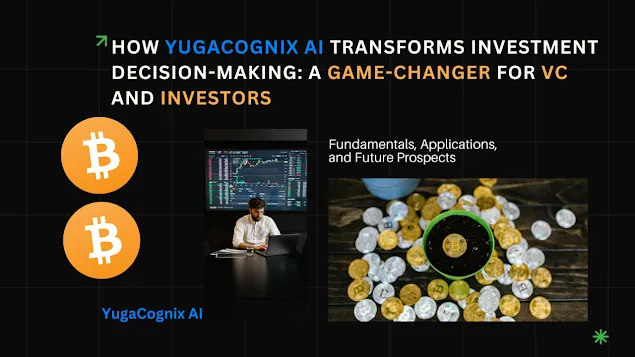 HOW YUGACOGNIX AI TRANSFORMS INVESTMENT
DECISION-MAKING: A GAME-CHANGER FOR VC
AND INVESTORS
Fundamentals, Applications,
and Future Prospects
YugaCognix AI